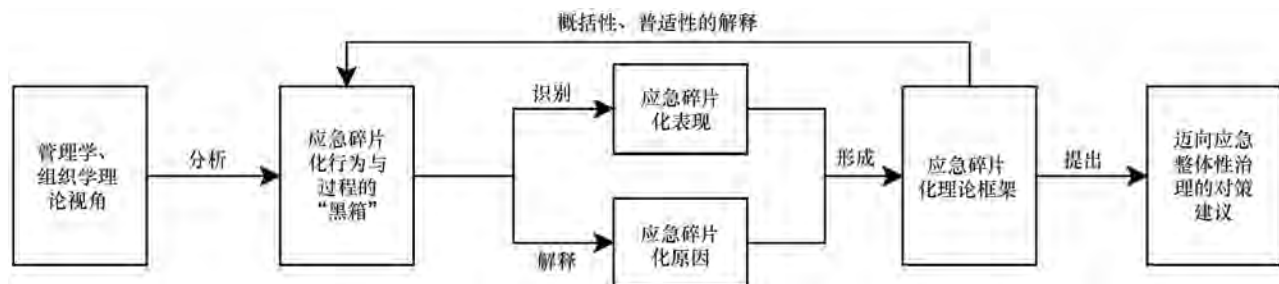 概括性、普适性的解释
管理学、
组织学理
论视角
分析
应急碎片
化行为与
过程的
“黑箱”
识别
应急碎片
化表现
解释
应急碎片
化原因
形成
应急碎片
化理论框架
提出
迈向应急
整体性治
理的对策
建议